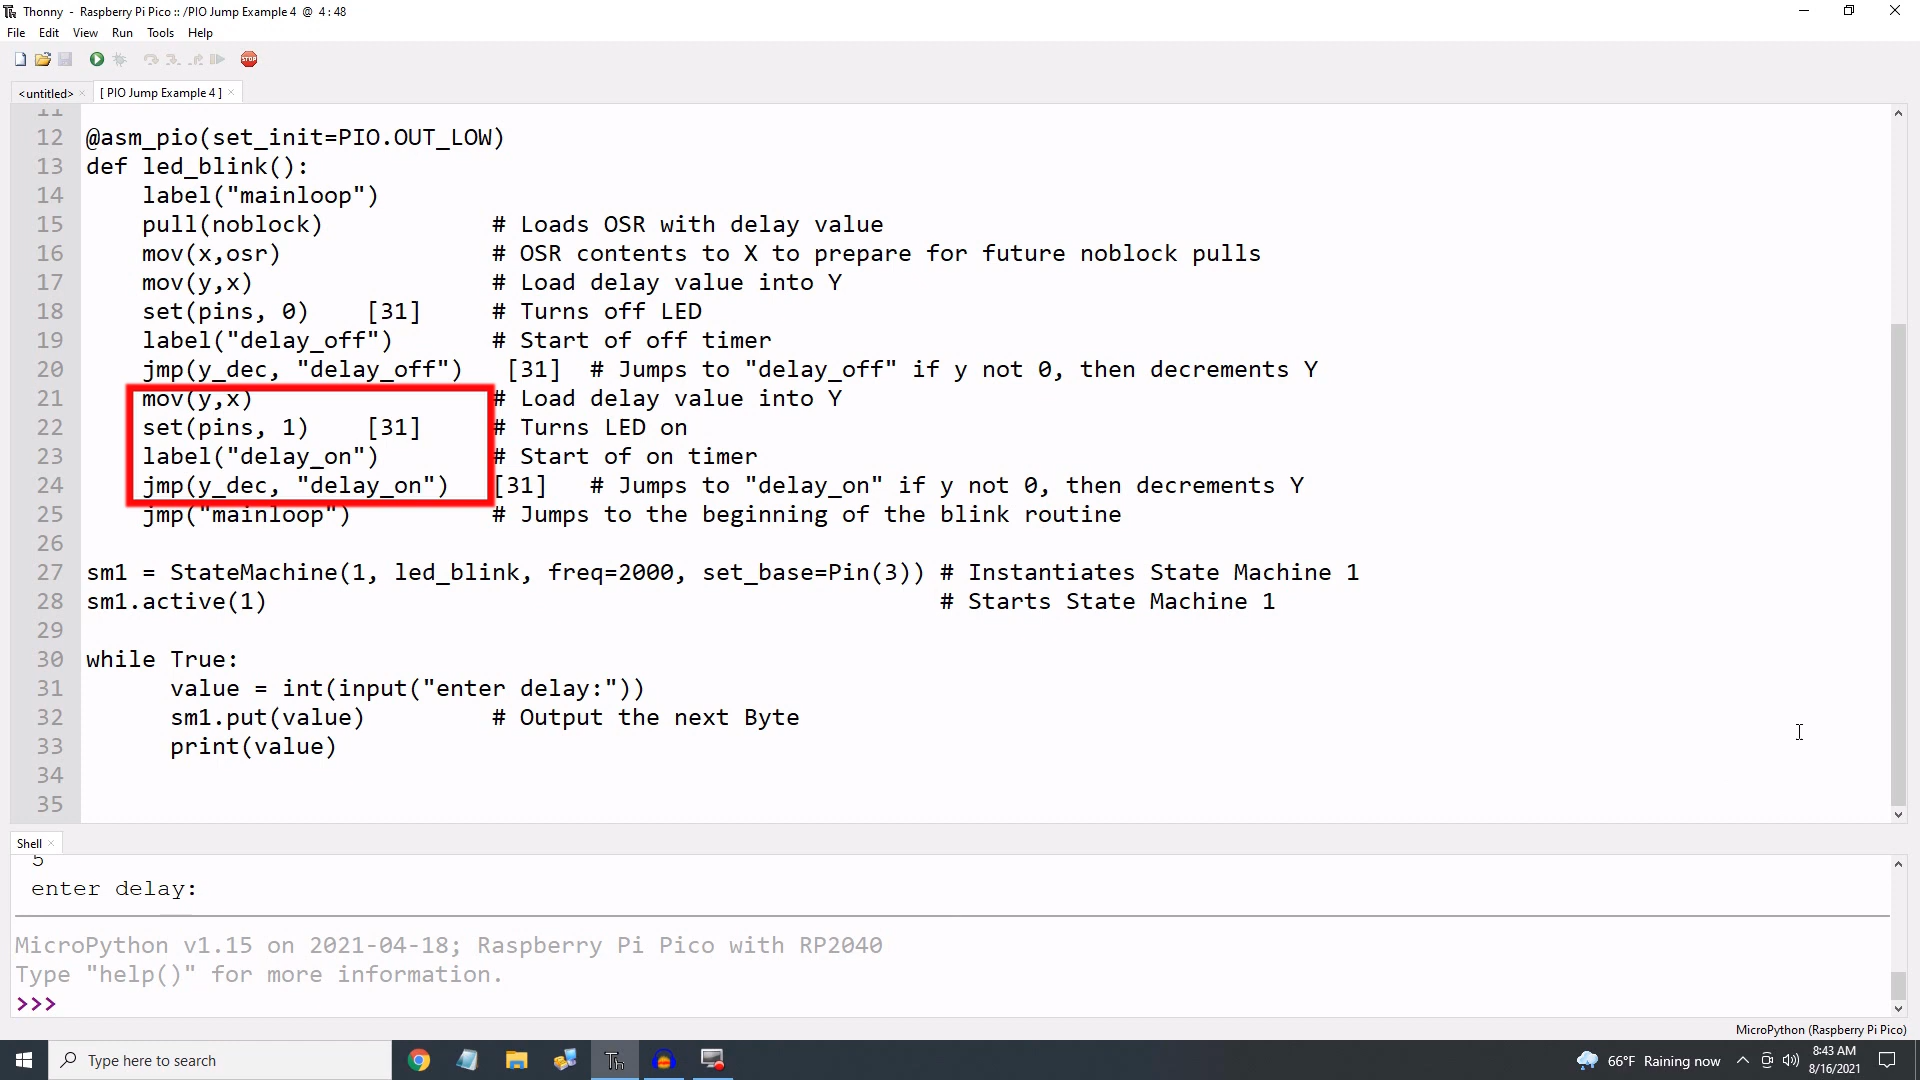 Thonny - Raspberry Pi Pico :: /PIO Jump Example 4 @ 4 : 48
File Edit View Run Tools Help
STOP
<untitled> × [ PIO Jump Example 4 ] ×
11
12 @asm_pio(set_init=PIO.OUT_LOW)
13 def led_blink():
14     label("mainloop")
15     pull(noblock)            # Loads OSR with delay value
16     mov(x,osr)               # OSR contents to X to prepare for future noblock pulls
17     mov(y,x)                 # Load delay value into Y
18     set(pins, 0)    [31]     # Turns off LED
19     label("delay_off")       # Start of off timer
20     jmp(y_dec, "delay_off")   [31]  # Jumps to "delay_off" if y not 0, then decrements Y
21     mov(y,x)                 # Load delay value into Y
22     set(pins, 1)    [31]     # Turns LED on
23     label("delay_on")        # Start of on timer
24     jmp(y_dec, "delay_on")   [31]   # Jumps to "delay_on" if y not 0, then decrements Y
25     jmp("mainloop")          # Jumps to the beginning of the blink routine
26
27 sm1 = StateMachine(1, led_blink, freq=2000, set_base=Pin(3)) # Instantiates State Machine 1
28 sm1.active(1)                                                # Starts State Machine 1
29
30 while True:
31       value = int(input("enter delay:"))
32       sm1.put(value)         # Output the next Byte
33       print(value)
34
35
Shell ×
5
enter delay:
MicroPython v1.15 on 2021-04-18; Raspberry Pi Pico with RP2040
Type "help()" for more information.
>>>
MicroPython (Raspberry Pi Pico)
Type here to search
Th
66°F Raining now
8:43 AM
8/16/2021